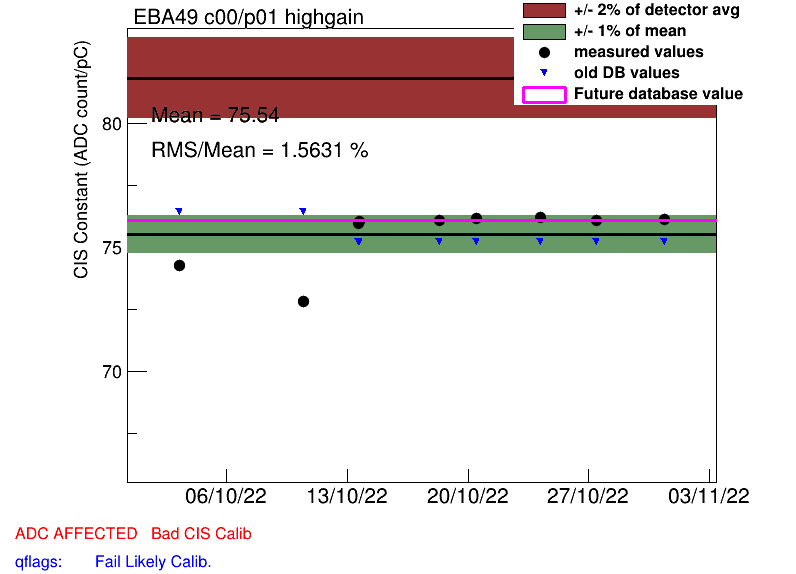 EBA49 c00/p01 highgain
+/- 2% of detector avg
+/- 1% of mean
measured values
old DB values
Future database value
Mean = 75.54
RMS/Mean = 1.5631 %
CIS Constant (ADC count/pC)
80
75
70
06/10/22 13/10/22 20/10/22 27/10/22 03/11/22
ADC AFFECTED Bad CIS Calib
qflags: Fail Likely Calib.